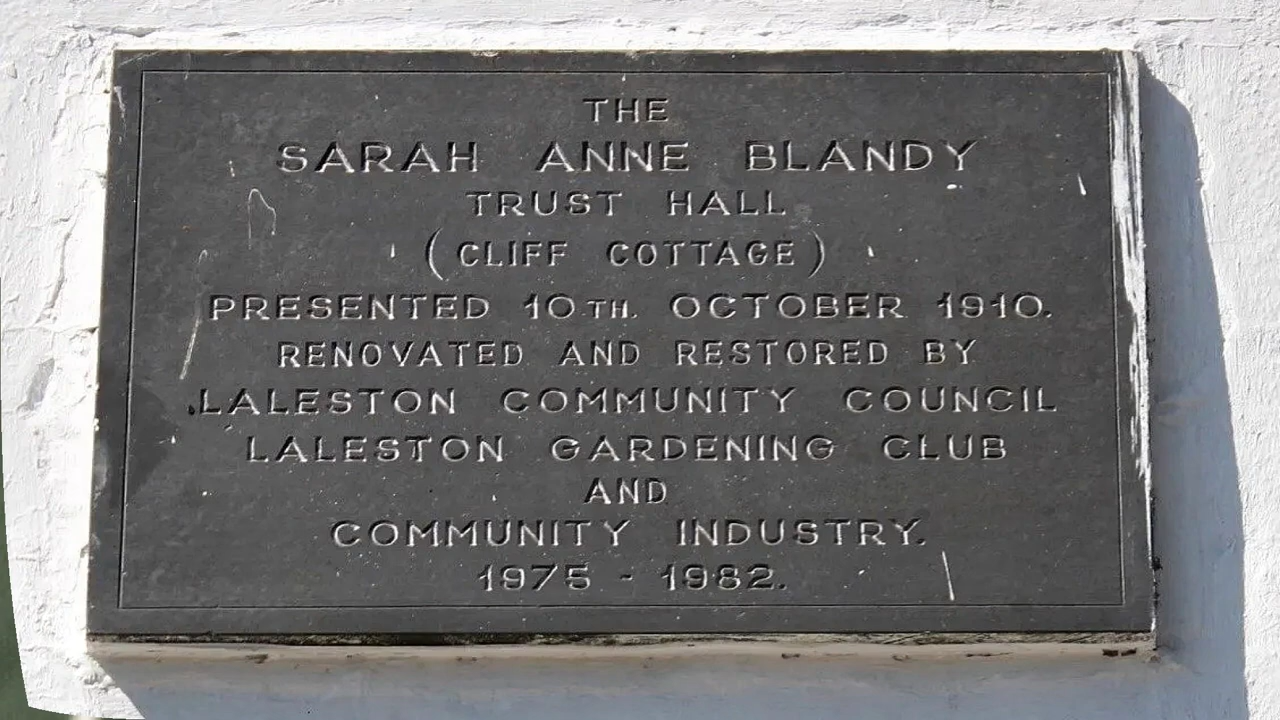 THE
SARAH ANNE BLANDY
TRUST HALL
(CLIFF COTTAGE)
PRESENTED 10TH. OCTOBER 1910.
RENOVATED AND RESTORED BY
LALESTON COMMUNITY COUNCIL
LALESTON GARDENING CLUB
AND
COMMUNITY INDUSTRY.
1975 - 1982.